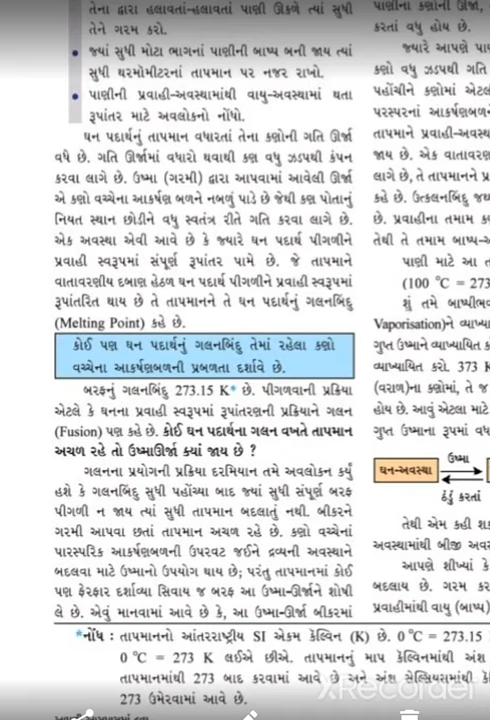 તેના દ્વારા હલાવતાં-હલાવતાં પાણી ઊકળે ત્યાં સુધી
તેને ગરમ કરો.
• જ્યાં સુધી મોટા ભાગનાં પાણીની બાષ્પ બની જાય ત્યાં
સુધી થરમોમીટરનાં તાપમાન પર નજર રાખો.
• પાણીની પ્રવાહી-અવસ્થામાંથી વાયુ-અવસ્થામાં થતા
રૂપાંતર માટે અવલોકનો નોંધો.
ઘન પદાર્થનું તાપમાન વધારતાં તેના કણોની ગતિ ઊર્જા
વધે છે. ગતિ ઊર્જામાં વધારો થવાથી કણ વધુ ઝડપથી કંપન
કરવા લાગે છે. ઉષ્મા (ગરમી) દ્વારા આપવામાં આવેલી ઊર્જા
એ કણો વચ્ચેના આકર્ષણ બળને નબળું પાડે છે જેથી કણ પોતાનું
નિયત સ્થાન છોડીને વધુ સ્વતંત્ર રીતે ગતિ કરવા લાગે છે.
એક અવસ્થા એવી આવે છે કે જ્યારે ઘન પદાર્થ પીગળીને
પ્રવાહી સ્વરૂપમાં સંપૂર્ણ રૂપાંતર પામે છે. જે તાપમાને
વાતાવરણીય દબાણ હેઠળ ઘન પદાર્થ પીગળીને પ્રવાહી સ્વરૂપમાં
રૂપાંતરિત થાય છે તે તાપમાનને તે ઘન પદાર્થનું ગલનબિંદુ
(Melting Point) કહે છે.
કોઈ પણ ઘન પદાર્થનું ગલનબિંદુ તેમાં રહેલા કણો
વચ્ચેના આકર્ષણબળની પ્રબળતા દર્શાવે છે.
બરફનું ગલનબિંદુ 273.15 K* છે. પીગળવાની પ્રક્રિયા
એટલે કે ઘનના પ્રવાહી સ્વરૂપમાં રૂપાંતરણની પ્રક્રિયાને ગલન
(Fusion) પણ કહે છે. કોઈ ઘન પદાર્થના ગલન વખતે તાપમાન
અચળ રહે તો ઉષ્માઊર્જા ક્યાં જાય છે ?
ગલનના પ્રયોગની પ્રક્રિયા દરમિયાન તમે અવલોકન કર્યું
હશે કે ગલનબિંદુ સુધી પહોંચ્યા બાદ જ્યાં સુધી સંપૂર્ણ બરફ
પીગળી ન જાય ત્યાં સુધી તાપમાન બદલાતું નથી. બીકરને
ગરમી આપવા છતાં તાપમાન અચળ રહે છે. કણો વચ્ચેનાં
પારસ્પરિક આકર્ષણબળની ઉપરવટ જઈને દ્રવ્યની અવસ્થાને
બદલવા માટે ઉષ્માનો ઉપયોગ થાય છે; પરંતુ તાપમાનમાં કોઈ
પણ ફેરફાર દર્શાવ્યા સિવાય જ બરફ આ ઉષ્મા-ઊર્જાને શોષી
લે છે. એવું માનવામાં આવે છે કે, આ ઉષ્મા-ઊર્જા બીકરમાં
પાણીના કણોની ઊર્જા,
કરતાં વધુ હોય છે.
જ્યારે આપણે પા
કણો વધુ ઝડપથી ગતિ
પહોંચીને કણોમાં એટલ
પરસ્પરનાં આકર્ષણબળને
તાપમાને પ્રવાહી-અવસ્થ
જાય છે. એક વાતાવરણ
લાગે છે, તે તાપમાનને પ્ર
કહે છે. ઉત્કલનબિંદુ જથ
છે. પ્રવાહીના તમામ ક
તેથી તે તમામ બાષ્પ-
પાણી માટે આ ત
(100 °C = 273
શું તમે બાષ્પીભવ
Vaporisation)ને વ્યાખ
ગુપ્ત ઉષ્માને વ્યાખ્યાયિત ક
વ્યાખ્યાયિત કરો. 373 K
(વરાળ)ના કણોમાં, તે જ
હોય છે. આવું એટલા માટે
ગુપ્ત ઉષ્માના રૂપમાં વધ
ઘન-અવસ્થા
ઉષ્મા
ઠંડું કરતાં
તેથી એમ કહી શક
અવસ્થામાંથી બીજી અવ
આપણે શીખ્યાં કે
બદલાય છે. ગરમ કર
પ્રવાહીમાંથી વાયુ (બાષ્પ)
*નોંધ : તાપમાનનો આંતરરાષ્ટ્રીય SI એકમ કેલ્વિન (K) છે. 0 °C = 273.15
0 °C = 273 K લઈએ છીએ. તાપમાનનું માપ કેલ્વિનમાંથી અંશ
તાપમાનમાંથી 273 બાદ કરવામાં આવે છે અને અંશ સેલ્સિયસમાંથી કે
273 ઉમેરવામાં આવે છે.
XRecorder